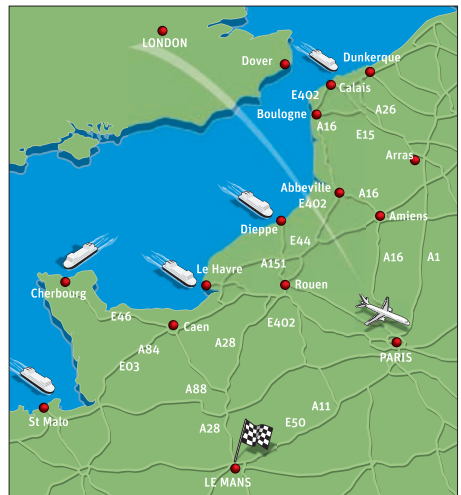 LONDON
Dover
Dunkerque
E402
Calais
A26
Boulogne
A16
E15
Arras
Abbeville
A16
E402
Amiens
Dieppe
E44
A16
A1
Le Havre
A151
Cherbourg
Rouen
E46
Caen
E402
A28
PARIS
A84
E03
A88
A11
St Malo
A28
E50
LE MANS